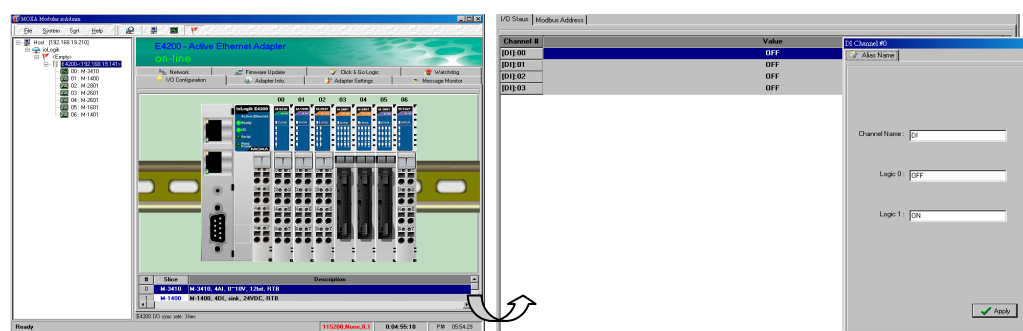 MOXA Modular ioAdmin
File System Sort Help
Host : [192.168.19.210]
ioLogik
<Empty>
E4200-<192.168.19.141>
00 : M-3410
01 : M-1400
02 : M-2801
03 : M-2601
04 : M-2601
05 : M-1601
06 : M-1401
E4200 - Active Ethernet Adapter
on-line
Network Firmware Update Click & Go Logic Watchdog
I/O Configuration Adapter Info. Adapter Settings Message Monitor
00 01 02 03 04 05 06
ioLogik E4200
Active Ethernet
Ready
I/O
Serial
MOXA
# Slice Description
0 M-3410 M-3410, 4AI, 0~10V, 12bit, RTB
1 M-1400 M-1400, 4DI, sink, 24VDC, RTB
E4200 I/O sync rate: 34ms
Ready 115200,None,8,1 0:04:55:18 PM 05:54:29
I/O Staus Modbus Address
Channel # Value
[DI]:00 OFF
[DI]:01 OFF
[DI]:02 OFF
[DI]:03 OFF
DI Channel #0
Alias Name
Channel Name : DI
Logic 0 : OFF
Logic 1 : ON
Apply